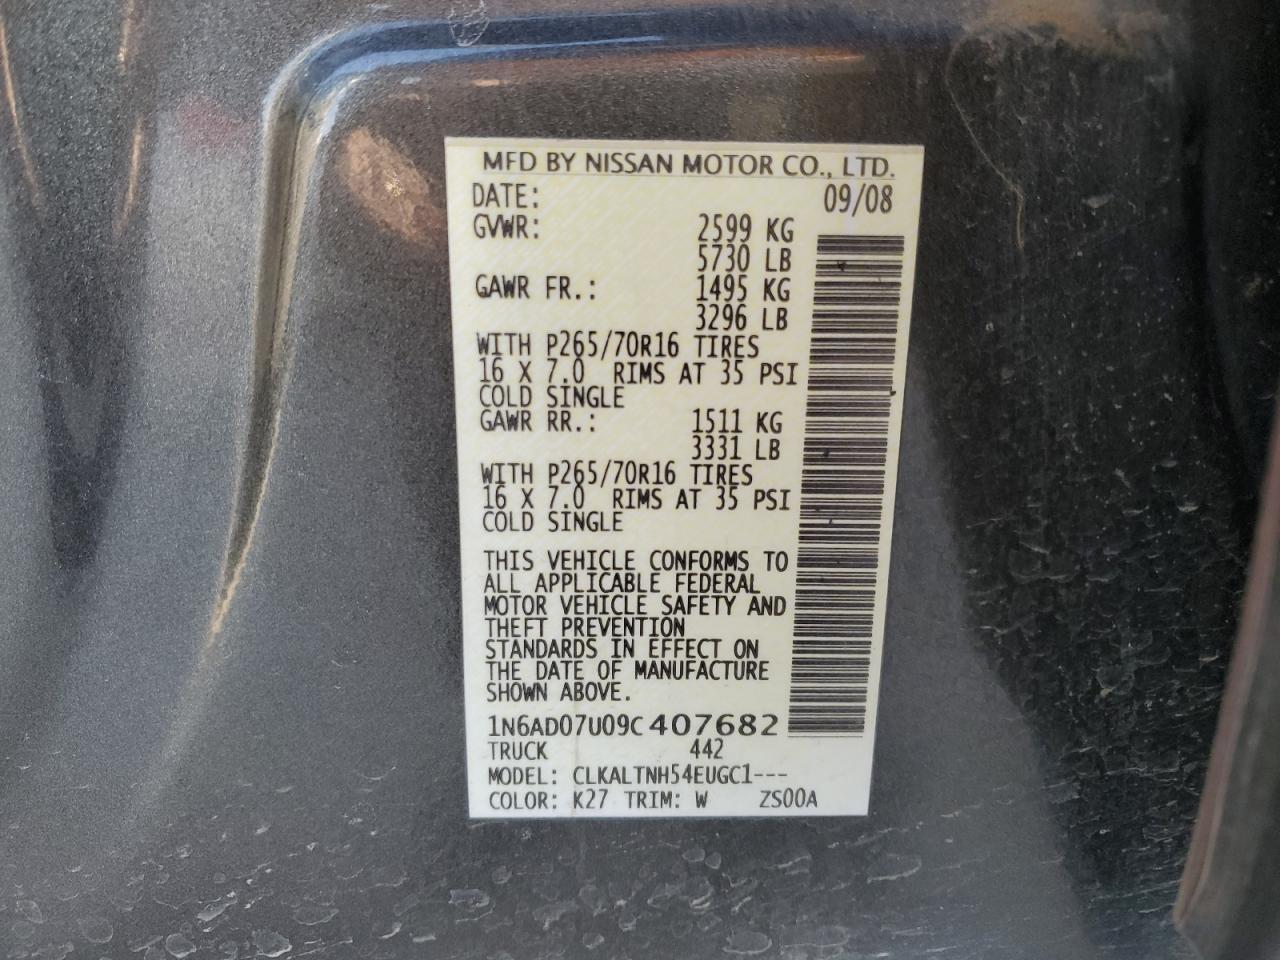 MFD BY NISSAN MOTOR CO., LTD.
DATE: 09/08
GVWR: 2599 KG
5730 LB
GAWR FR.: 1495 KG
3296 LB
WITH P265/70R16 TIRES
16 X 7.0 RIMS AT 35 PSI
COLD SINGLE
GAWR RR.: 1511 KG
3331 LB
WITH P265/70R16 TIRES
16 X 7.0 RIMS AT 35 PSI
COLD SINGLE
THIS VEHICLE CONFORMS TO
ALL APPLICABLE FEDERAL
MOTOR VEHICLE SAFETY AND
THEFT PREVENTION
STANDARDS IN EFFECT ON
THE DATE OF MANUFACTURE
SHOWN ABOVE.
1N6AD07U09C407682
TRUCK 442
MODEL: CLKALTNH54EUGC1---
COLOR: K27 TRIM: W ZS00A